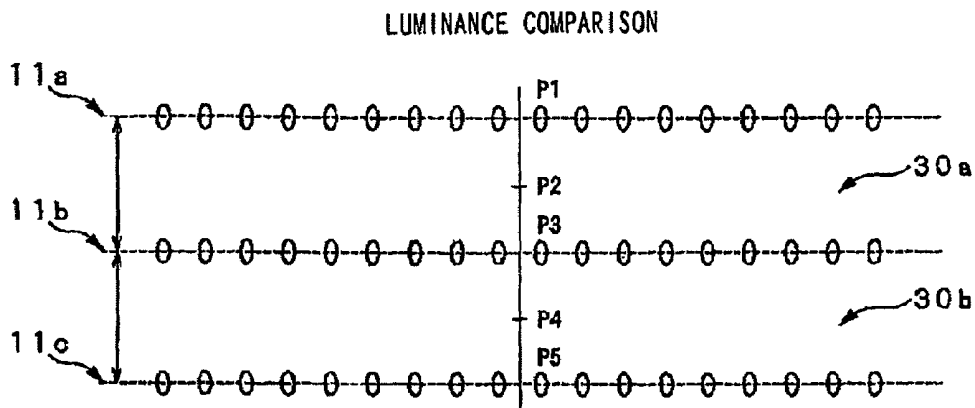 LUMINANCE COMPARISON
11a
P1
30a
P2
11b
P3
30b
P4
11c
P5